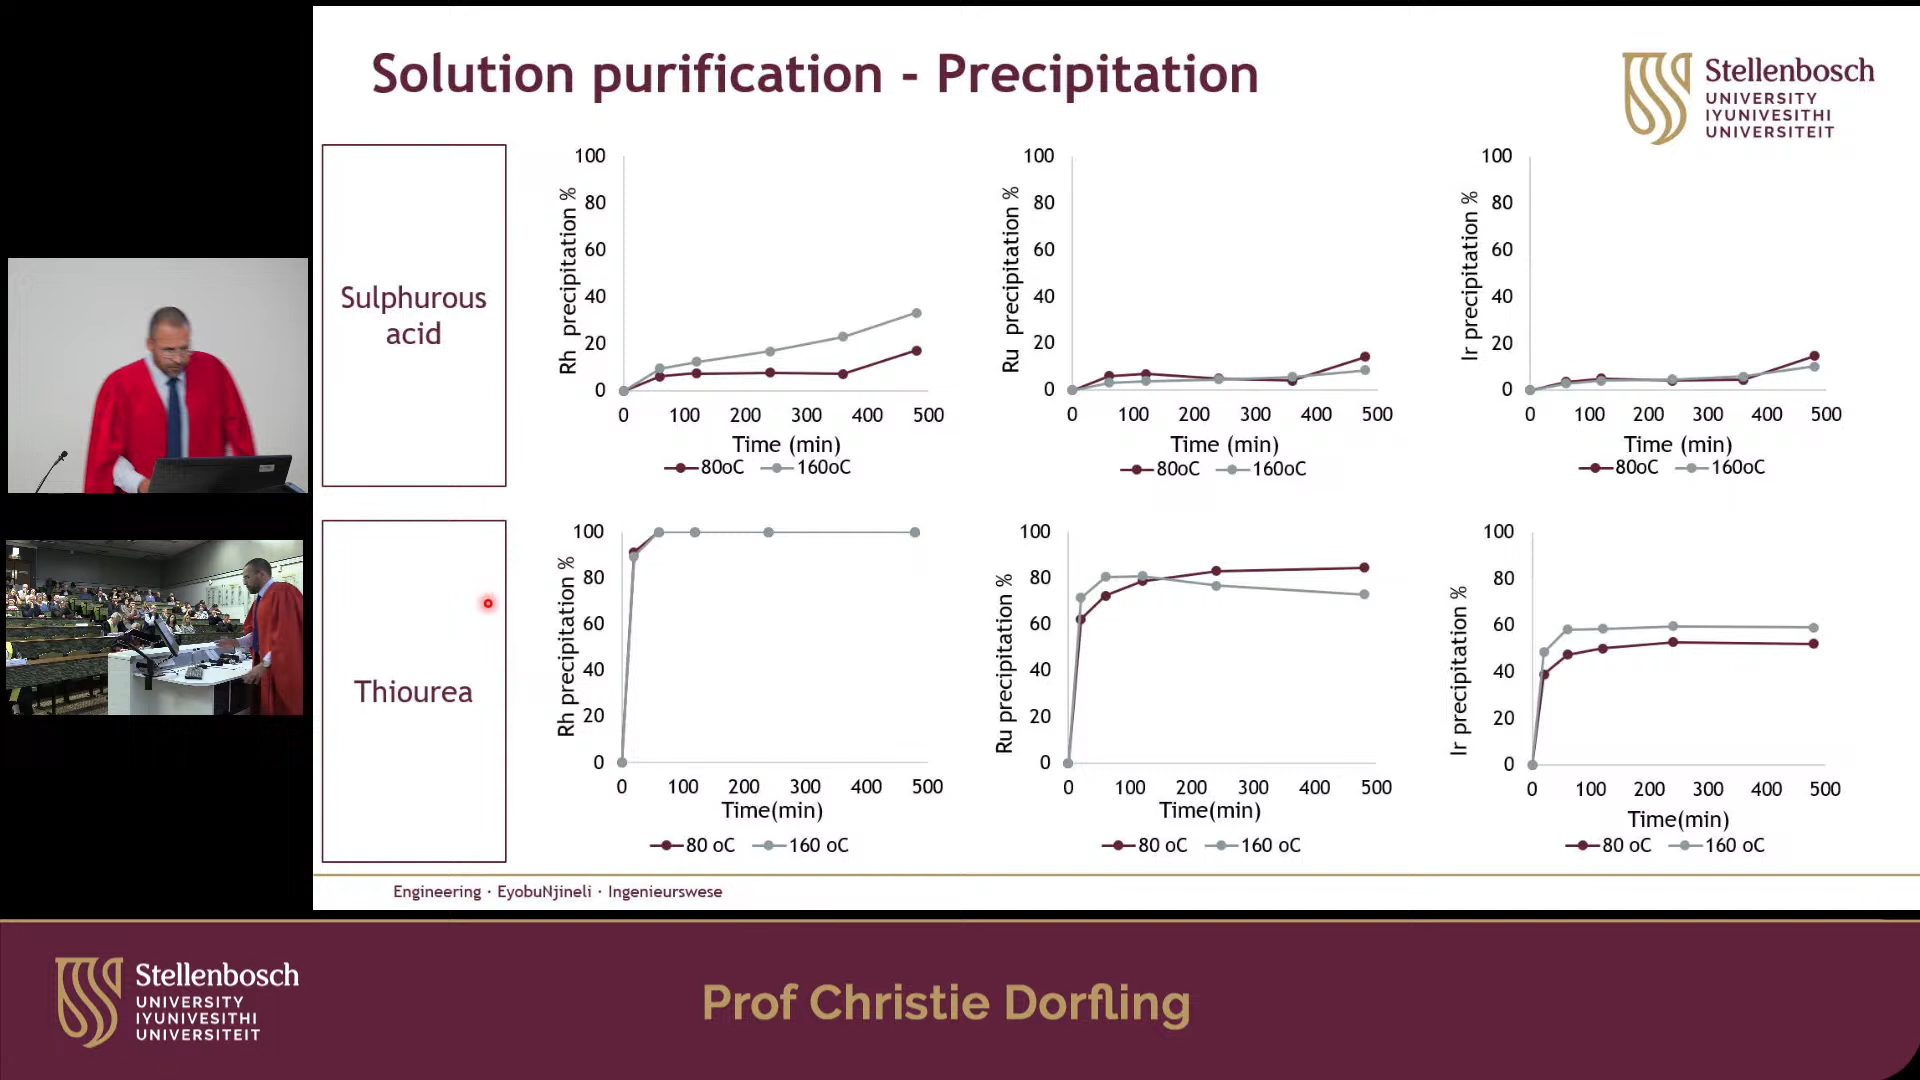 Solution purification - Precipitation
Stellenbosch
UNIVERSITY
IYUNIVESITHI
UNIVERSITEIT
Sulphurous
acid
Rh precipitation %
100
80
60
40
20
0
0 100 200 300 400 500
Time (min)
80oC 160oC
Ru precipitation %
100
80
60
40
20
0
0 100 200 300 400 500
Time (min)
80oC 160oC
Ir precipitation %
100
80
60
40
20
0
0 100 200 300 400 500
Time (min)
80oC 160oC
Thiourea
Rh precipitation %
100
80
60
40
20
0
0 100 200 300 400 500
Time(min)
80 oC 160 oC
Ru precipitation %
100
80
60
40
20
0
0 100 200 300 400 500
Time(min)
80 oC 160 oC
Ir precipitation %
100
80
60
40
20
0
0 100 200 300 400 500
Time(min)
80 oC 160 oC
Engineering · EyobuNjineli · Ingenieurswese
Stellenbosch
UNIVERSITY
IYUNIVESITHI
UNIVERSITEIT
Prof Christie Dorfling